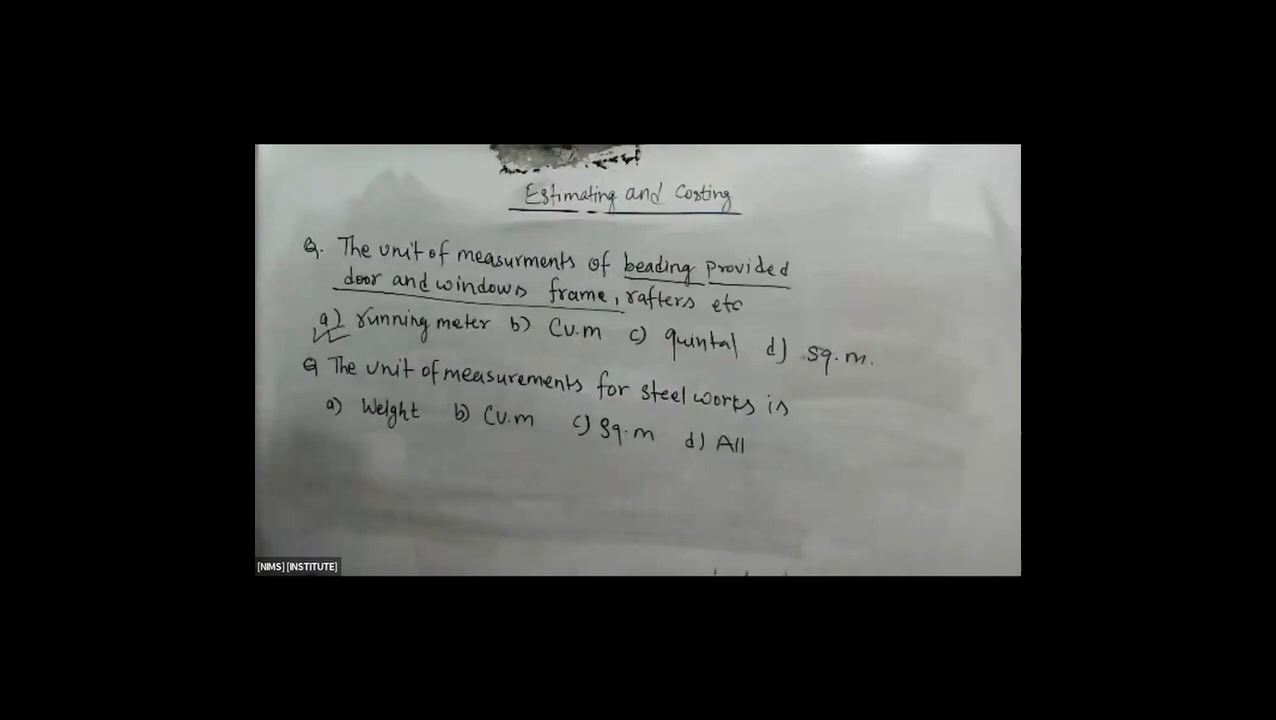 Estimating and Costing
Q. The unit of measurments of beading provided
door and windows frame, rafters etc
a) running meter b) Cu.m c) quintal d) Sq.m.
Q The unit of measurements for steel works is
a) Weight b) Cu.m c) Sq.m d) All
[NIMS] [INSTITUTE]